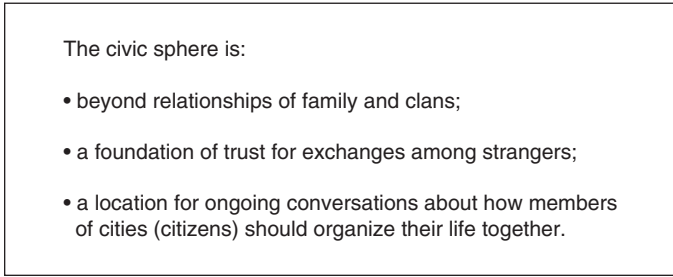 The civic sphere is:
• beyond relationships of family and clans;
• a foundation of trust for exchanges among strangers;
• a location for ongoing conversations about how members
of cities (citizens) should organize their life together.